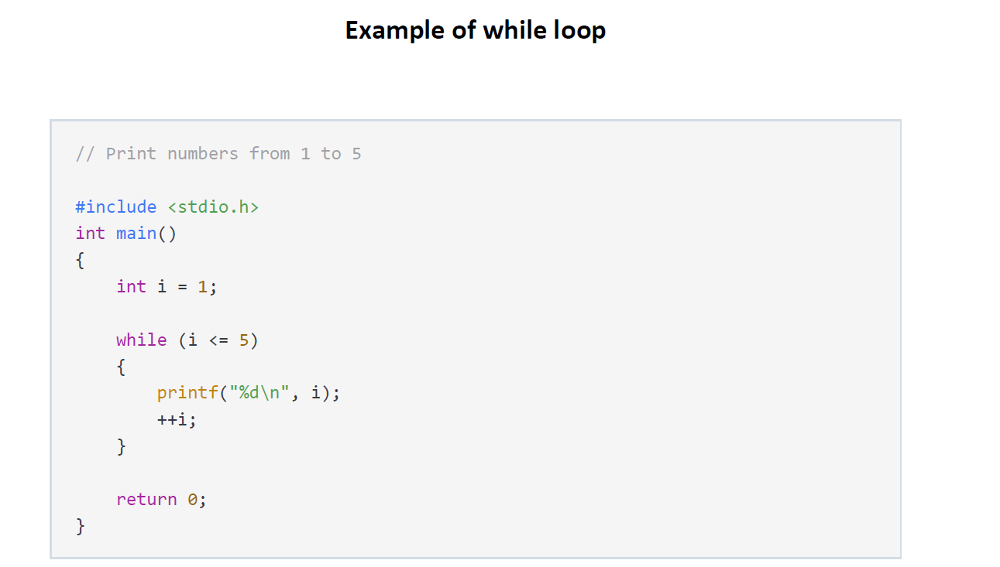 Example of while loop
// Print numbers from 1 to 5
#include <stdio.h>
int main()
{
    int i = 1;
    while (i <= 5)
    {
        printf("%d\n", i);
        ++i;
    }
    return 0;
}